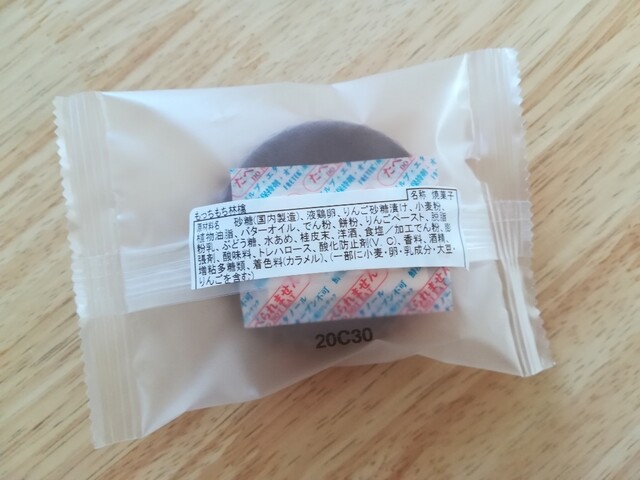 もっちもち林檎
名称 焼菓子
原材料名 砂糖(国内製造)、液鶏卵、りんご砂糖漬け、小麦粉、
植物油脂、バターオイル、でん粉、餅粉、りんごペースト、脱脂
粉乳、ぶどう糖、水あめ、桂皮末、洋酒、食塩/加工でん粉、膨
張剤、酸味料、トレハロース、酸化防止剤(V.C)、香料、酒精、
増粘多糖類、着色料(カラメル)、(一部に小麦・卵・乳成分・大豆・
りんごを含む)
20C30